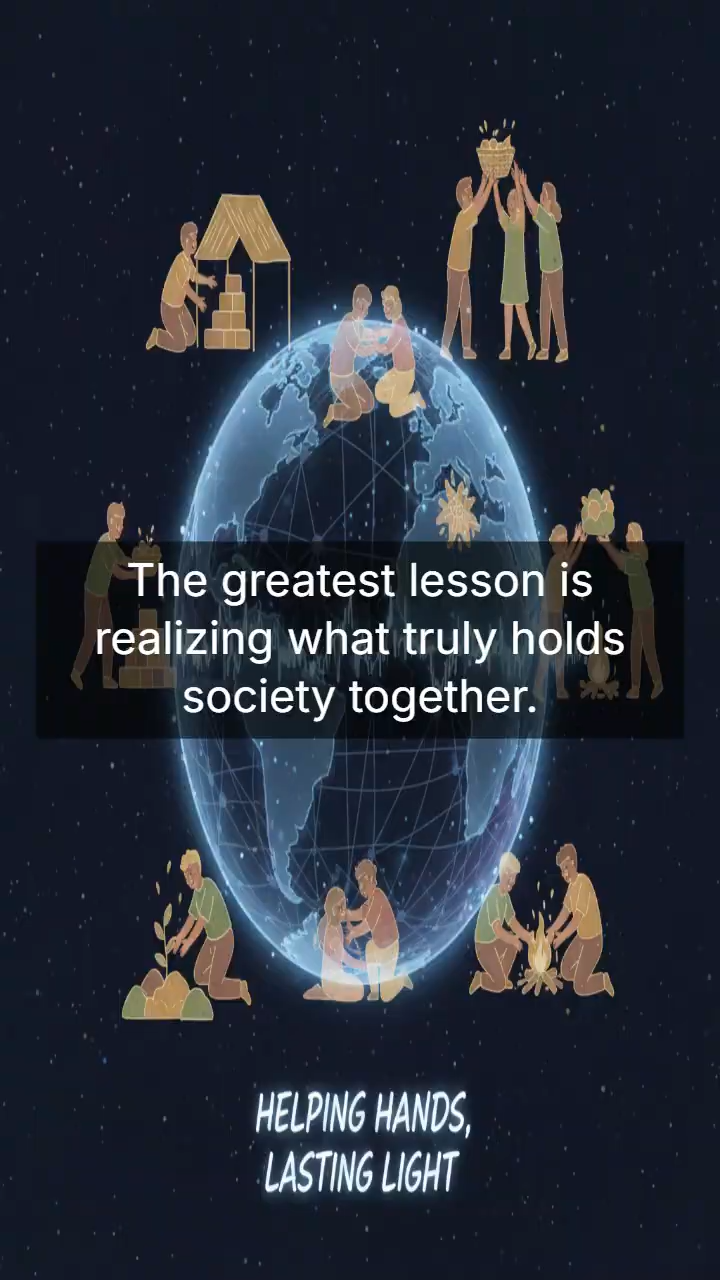 The greatest lesson is
realizing what truly holds
society together.
HELPING HANDS,
LASTING LIGHT